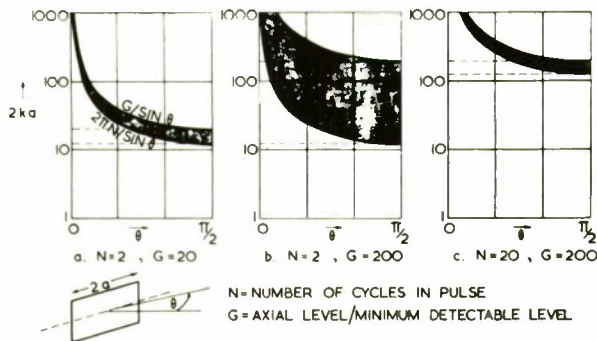 1000
1000
1000
100
100
100
2ka
10
10
10
1
1
1
G/SIN θ
2πN/SIN θ
0 θ π/2
0 θ π/2
0 θ π/2
a. N=2 , G=20
b. N=2 , G=200
c. N=20 , G=200
2a
θ
N=NUMBER OF CYCLES IN PULSE
G=AXIAL LEVEL/MINIMUM DETECTABLE LEVEL